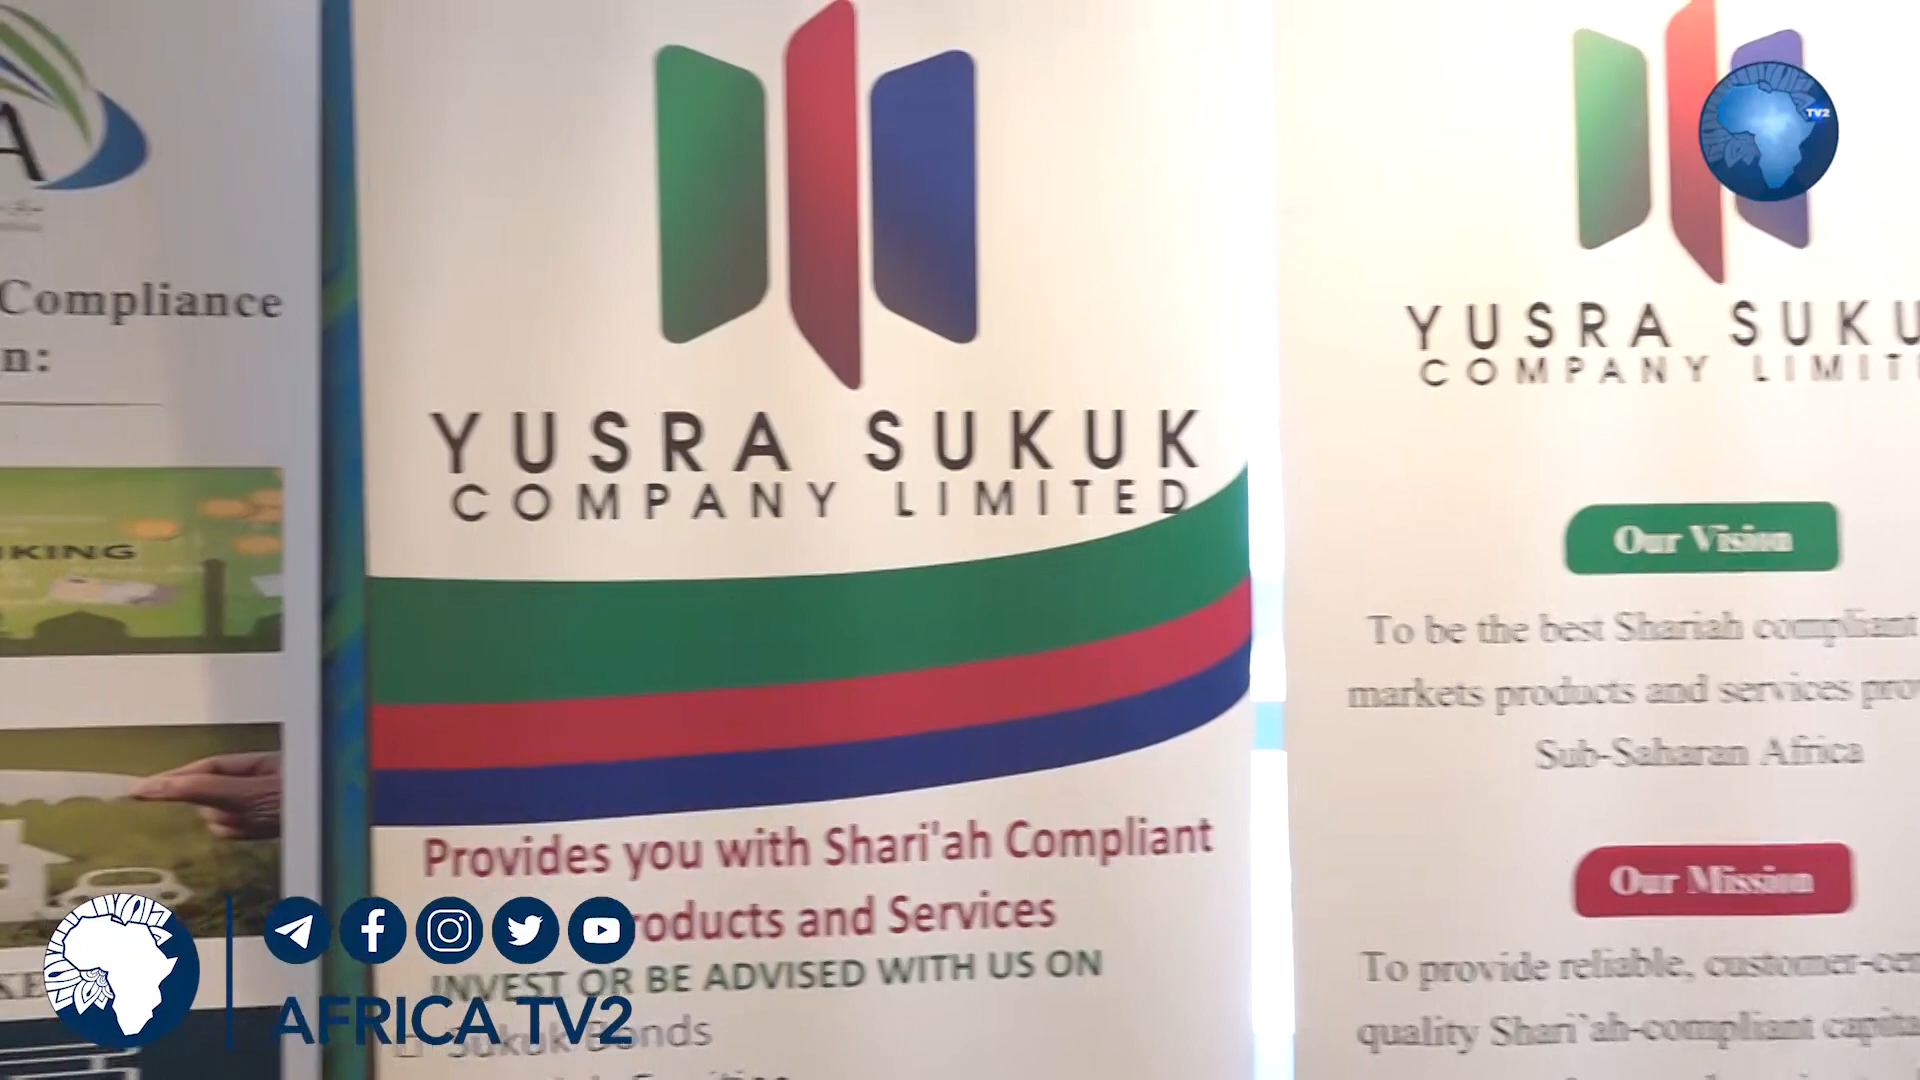 A
Compliance
n:
KING
KE
YUSRA SUKUK
COMPANY LIMITED
Provides you with Shari'ah Compliant
roducts and Services
INVEST OR BE ADVISED WITH US ON
Sukuk Bonds
YUSRA SUKU
COMPANY LIMIT
Our Vision
To be the best Shariah compliant
markets products and services prov
Sub-Saharan Africa
Our Mission
To provide reliable, customer-cen
quality Shari'ah-compliant capita
TV2
AFRICA TV2